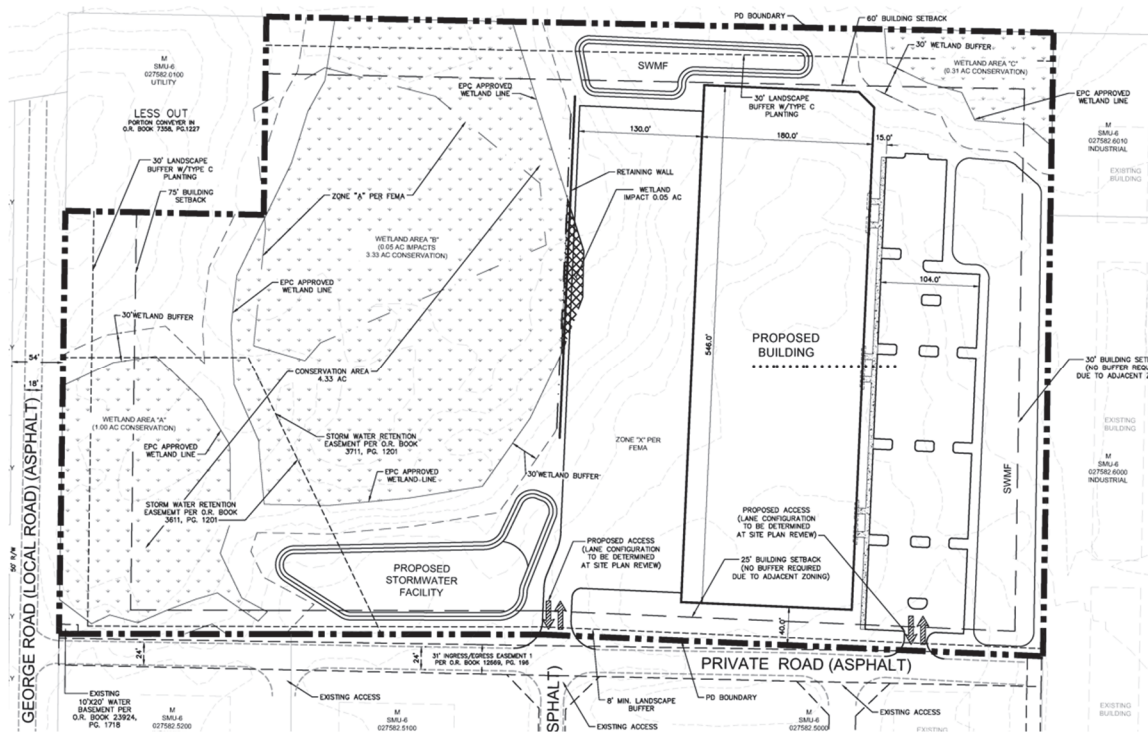 PD BOUNDARY
60' BUILDING SETBACK
30' WETLAND BUFFER
WETLAND AREA "C"
(0.31 AC CONSERVATION)
EPC APPROVED
WETLAND LINE
M
SMU-6
027582.0100
UTILITY
LESS OUT
PORTION CONVEYER IN
O.R. BOOK 7358, PG.1227
30' LANDSCAPE
BUFFER W/TYPE C
PLANTING
75' BUILDING
SETBACK
EPC APPROVED
WETLAND LINE
SWMF
30' LANDSCAPE
BUFFER W/TYPE C
PLANTING
130.0'
180.0'
15.0'
M
SMU-6
027582.6010
INDUSTRIAL
EXISTING
BUILDING
RETAINING WALL
WETLAND
IMPACT 0.05 AC
ZONE "A" PER FEMA
WETLAND AREA "B"
(0.05 AC IMPACTS
3.33 AC CONSERVATION)
EPC APPROVED
WETLAND LINE
30'WETLAND BUFFER
104.0'
546.0'
PROPOSED
BUILDING
54'
18'
CONSERVATION AREA
4.33 AC
30' BUILDING SET
(NO BUFFER REQU
DUE TO ADJACENT Z
WETLAND AREA "A"
(1.00 AC CONSERVATION)
EPC APPROVED
WETLAND LINE
STORM WATER RETENTION
EASEMENT PER O.R. BOOK
3711, PG. 1201
ZONE "X" PER
FEMA
EXISTING
BUILDING
M
SMU-6
027582.6000
INDUSTRIAL
SWMF
EPC APPROVED
WETLAND LINE
30'WETLAND BUFFER
STORM WATER RETENTION
EASEMEMT PER O.R. BOOK
3611, PG. 1201
PROPOSED ACCESS
(LANE CONFIGURATION
TO BE DETERMINED
AT SITE PLAN REVIEW)
PROPOSED ACCESS
(LANE CONFIGURATION
TO BE DETERMINED
AT SITE PLAN REVIEW)
25' BUILDING SETBACK
(NO BUFFER REQUIRED
DUE TO ADJACENT ZONING)
PROPOSED
STORMWATER
FACILITY
GEORGE ROAD (LOCAL ROAD) (ASPHALT)
50' R/W
40.0'
24'
24'
31' INGRESS/EGRESS EASEMENT 1
PER O.R. BOOK 12669, PG. 196
PRIVATE ROAD (ASPHALT)
EXISTING
10'X20' WATER
BASEMENT PER
O.R. BOOK 23924,
PG. 1718
M
SMU-6
027582.5200
EXISTING ACCESS
M
SMU-6
027582.5100
SPHALT)
8' MIN. LANDSCAPE
BUFFER
EXISTING ACCESS
PD BOUNDARY
M
SMU-6
027582.5000
EXISTING ACCESS
EXISTING
EXISTING
BUILDING